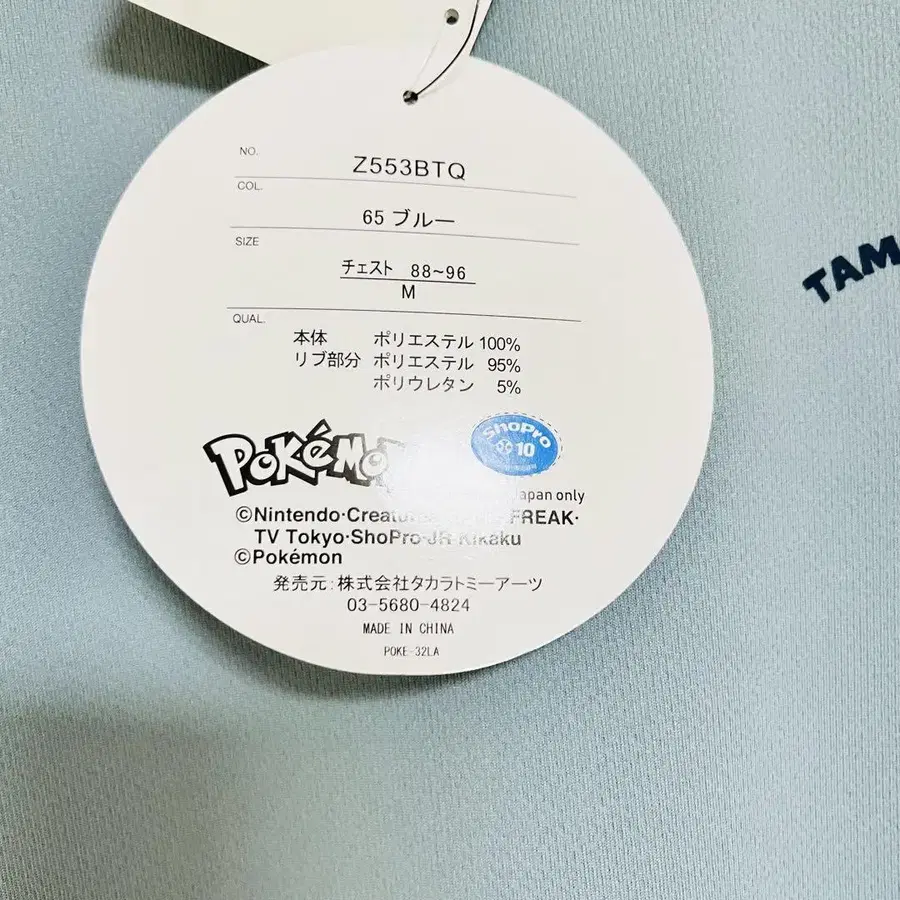 NO.
Z553BTQ
COL.
65 ブルー
SIZE
チェスト 88~96
M
QUAL.
本体 ポリエステル 100%
リブ部分 ポリエステル 95%
ポリウレタン 5%
POKéMON
ShoPro
10
Japan only
©Nintendo·Creatures FREAK·
TV Tokyo·ShoPro·JR Kikaku
©Pokémon
発売元:株式会社タカラトミーアーツ
03-5680-4824
MADE IN CHINA
POKE-32LA
TAM